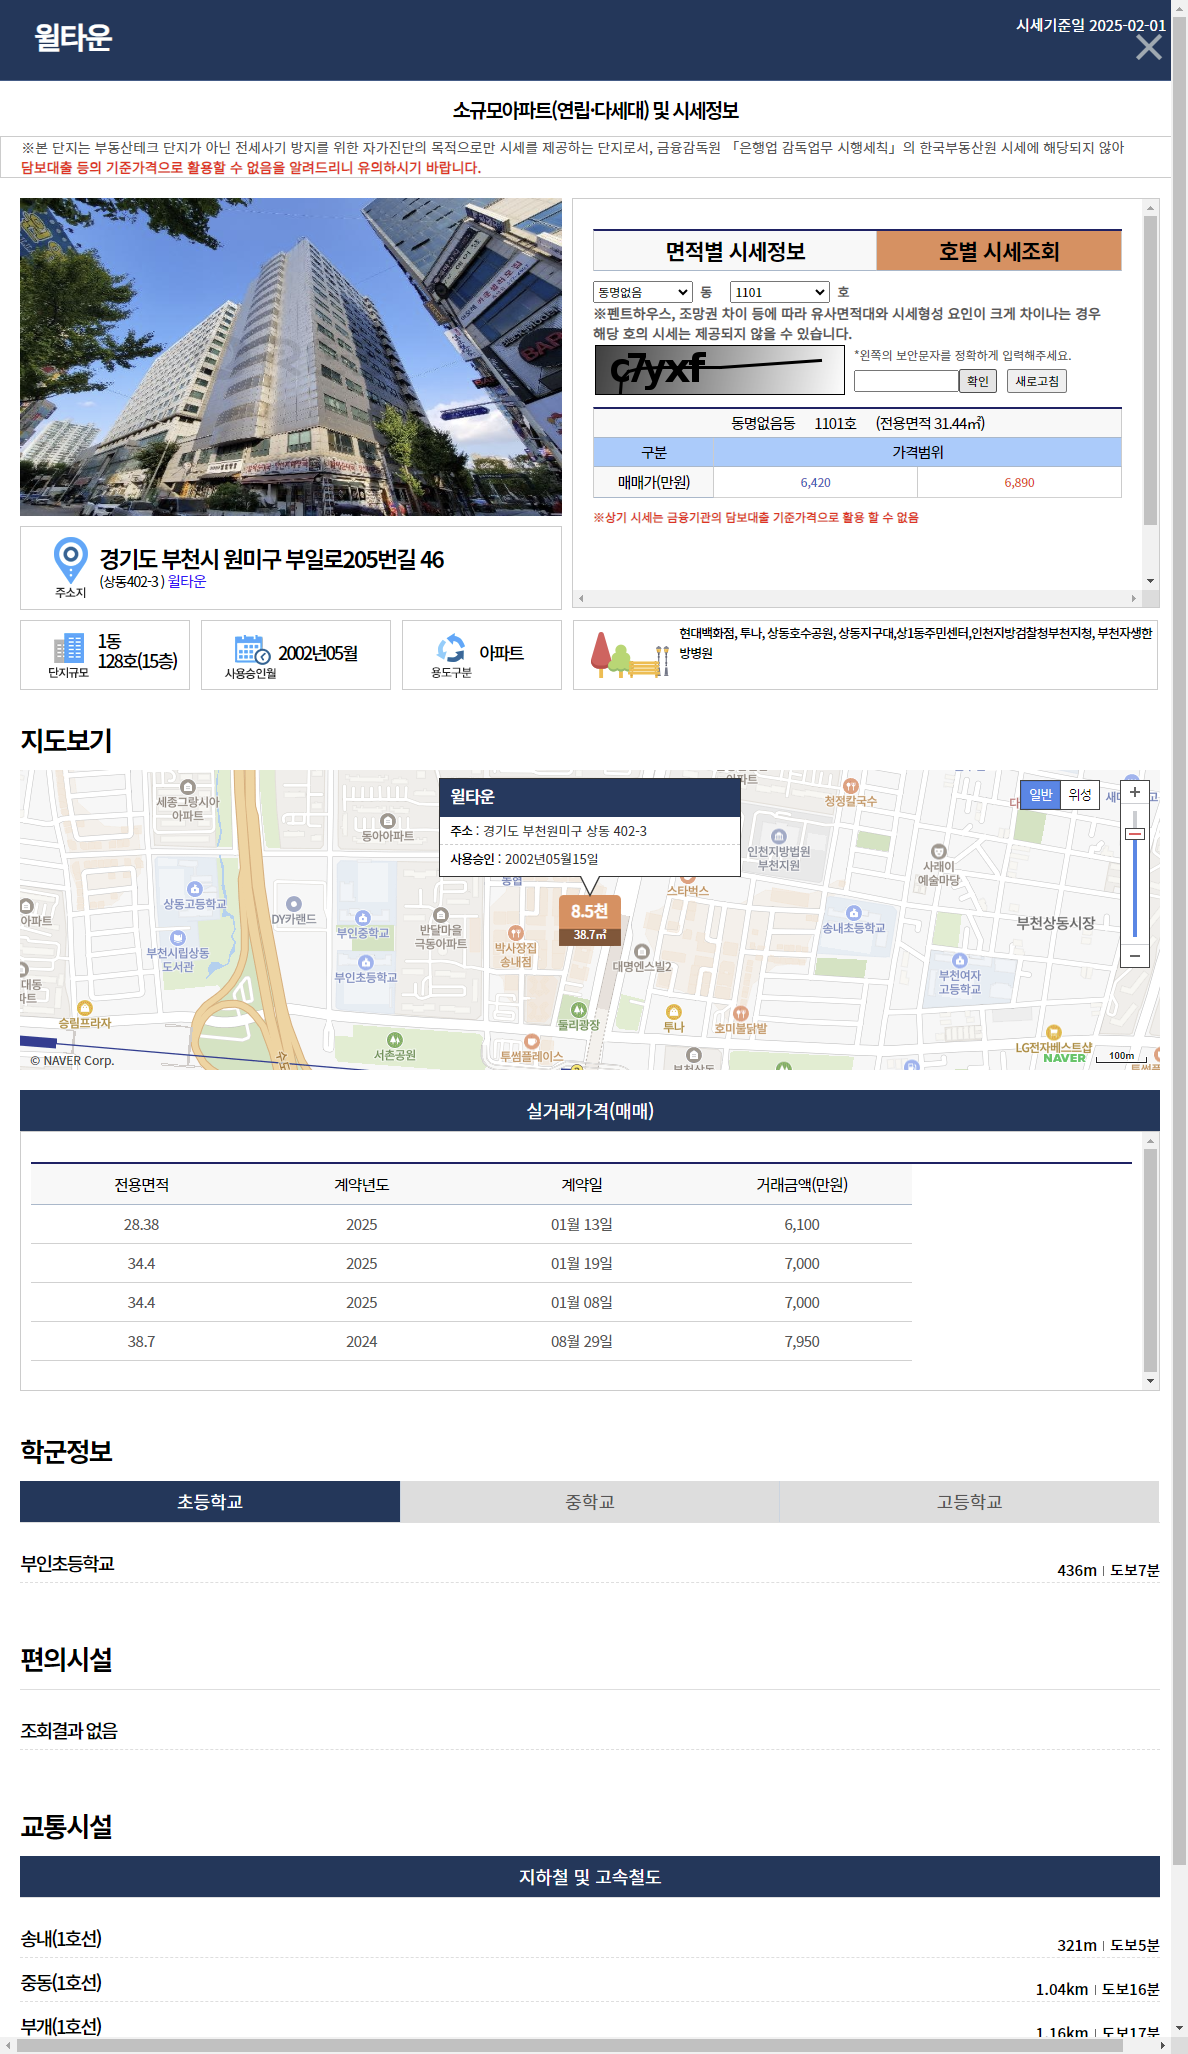 윌타운
시세기준일 2025-02-01
소규모아파트(연립·다세대) 및 시세정보
※본 단지는 부동산테크 단지가 아닌 전세사기 방지를 위한 자가진단의 목적으로만 시세를 제공하는 단지로서, 금융감독원 「은행업 감독업무 시행세칙」의 한국부동산원 시세에 해당되지 않아
담보대출 등의 기준가격으로 활용할 수 없음을 알려드리니 유의하시기 바랍니다.
면적별 시세정보 호별 시세조회
동명없음 동 1101 호
※펜트하우스, 조망권 차이 등에 따라 유사면적대와 시세형성 요인이 크게 차이나는 경우
해당 호의 시세는 제공되지 않을 수 있습니다.
c7yxf
*왼쪽의 보안문자를 정확하게 입력해주세요.
확인 새로고침
동명없음동 1101호 (전용면적 31.44㎡)
구분 가격범위
매매가(만원) 6,420 6,890
※상기 시세는 금융기관의 담보대출 기준가격으로 활용 할 수 없음
주소지
경기도 부천시 원미구 부일로205번길 46
(상동402-3 ) 윌타운
단지규모
1동
128호(15층)
사용승인월
2002년05월
용도구분
아파트
현대백화점, 투나, 상동호수공원, 상동지구대,상1동주민센터,인천지방검찰청부천지청, 부천자생한
방병원
지도보기
세종그랑시아
아파트
동아아파트
윌타운
주소 : 경기도 부천원미구 상동 402-3
사용승인 : 2002년05월15일
청정칼국수
일반 위성
인천지방법원
부천지원
사래이
예술마당
농협
스타벅스
8.5천
38.7㎡
상동고등학교
DY카랜드
부인중학교
반달마을
극동아파트
박사장집
송내점
송내초등학교
부천상동시장
부천시립상동
도서관
부인초등학교
대명엔스빌2
부천여자
고등학교
승림프라자
서촌공원
둘리광장
투썸플레이스
투나
호미불닭발
LG전자베스트샵
NAVER
100m
© NAVER Corp.
실거래가격(매매)
전용면적 계약년도 계약일 거래금액(만원)
28.38 2025 01월 13일 6,100
34.4 2025 01월 19일 7,000
34.4 2025 01월 08일 7,000
38.7 2024 08월 29일 7,950
학군정보
초등학교 중학교 고등학교
부인초등학교 436m | 도보7분
편의시설
조회결과 없음
교통시설
지하철 및 고속철도
송내(1호선) 321m | 도보5분
중동(1호선) 1.04km | 도보16분
부개(1호선) 1.16km | 도보17분